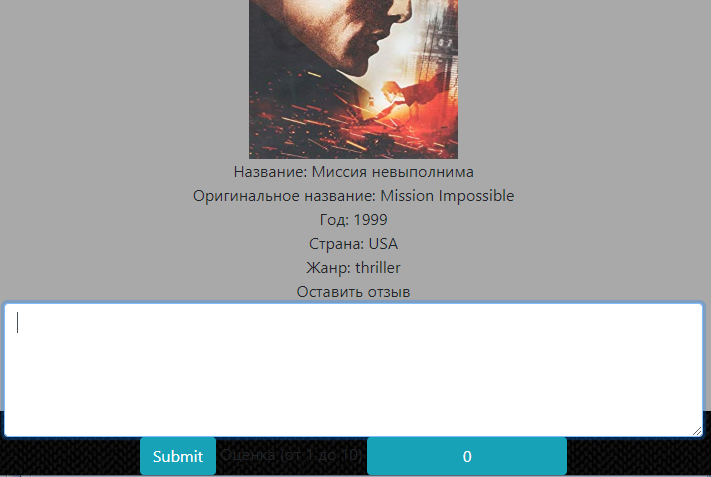 Название: Миссия невыполнима
Оригинальное название: Mission Impossible
Год: 1999
Страна: USA
Жанр: thriller
Оставить отзыв
Submit Оценка (от 1 до 10) 0